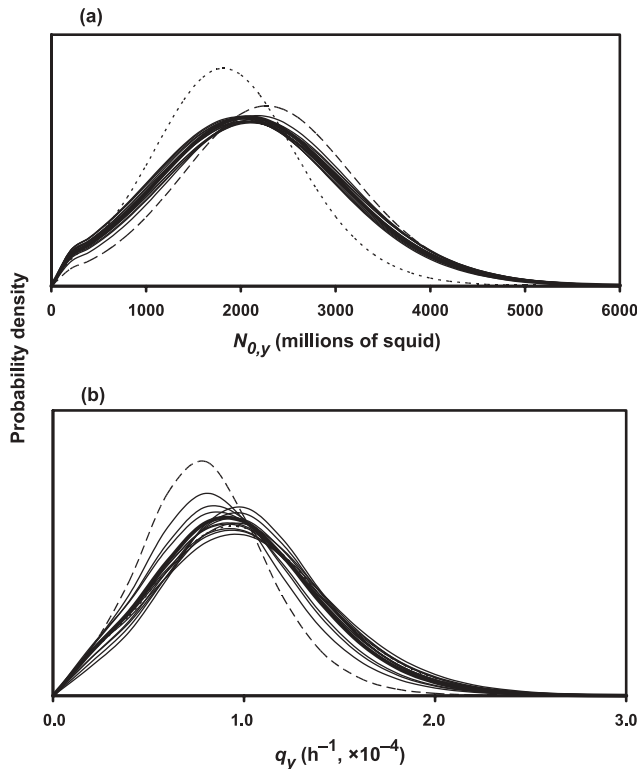 (a)
0 1000 2000 3000 4000 5000 6000
N0,y (millions of squid)
Probability density
(b)
0.0 1.0 2.0 3.0
qy (h−1, ×10−4)